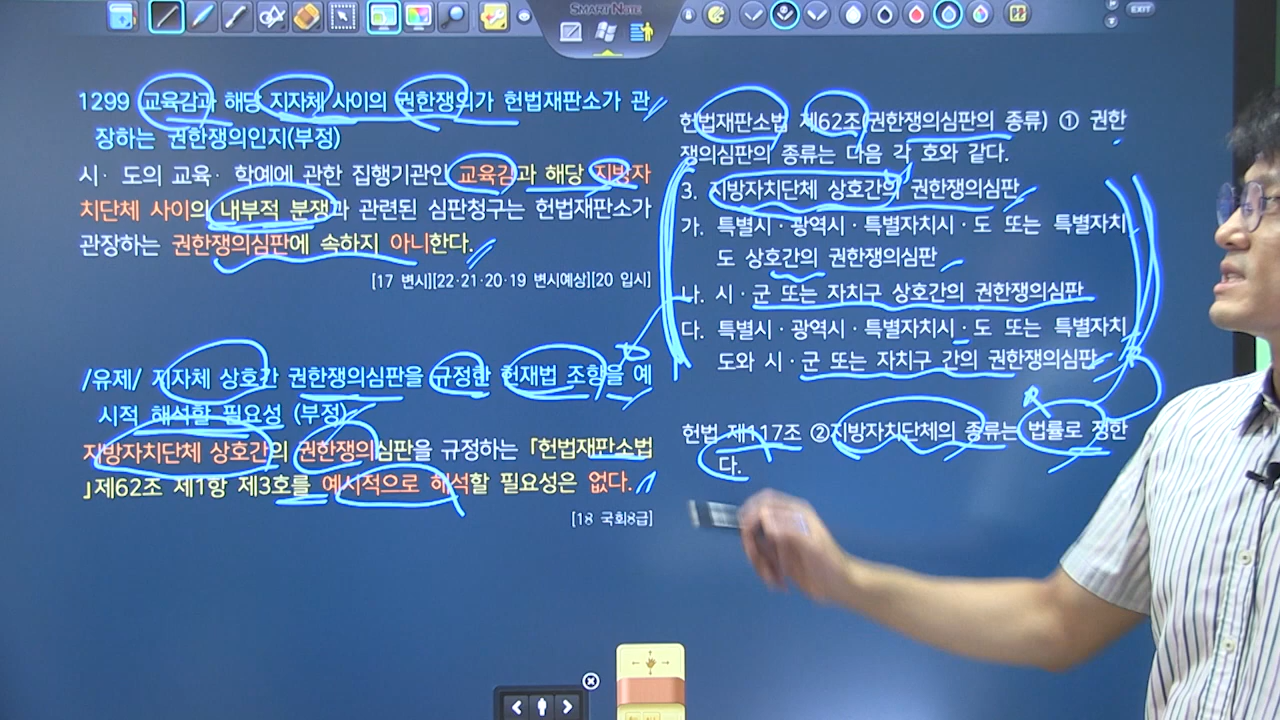 SMART NOTE
EXIT
1299 교육감과 해당 지자체 사이의 권한쟁의가 헌법재판소가 관
장하는 권한쟁의인지(부정)
시· 도의 교육· 학예에 관한 집행기관인 교육감과 해당 지방자
치단체 사이의 내부적 분쟁과 관련된 심판청구는 헌법재판소가
관장하는 권한쟁의심판에 속하지 아니한다.
[17 변시][22·21·20·19 변시예상][20 입시]
/유제/ 지자체 상호간 권한쟁의심판을 규정한 헌재법 조항을 예
시적 해석할 필요성 (부정)
지방자치단체 상호간의 권한쟁의심판을 규정하는 「헌법재판소법
」제62조 제1항 제3호를 예시적으로 해석할 필요성은 없다.
[18 국회8급]
헌법재판소법 제62조(권한쟁의심판의 종류) ① 권한
쟁의심판의 종류는 다음 각 호와 같다.
3. 지방자치단체 상호간의 권한쟁의심판
가. 특별시·광역시·특별자치시·도 또는 특별자치
도 상호간의 권한쟁의심판
나. 시·군 또는 자치구 상호간의 권한쟁의심판
다. 특별시·광역시·특별자치시·도 또는 특별자치
도와 시·군 또는 자치구 간의 권한쟁의심판
헌법 제117조 ②지방자치단체의 종류는 법률로 정한
다.